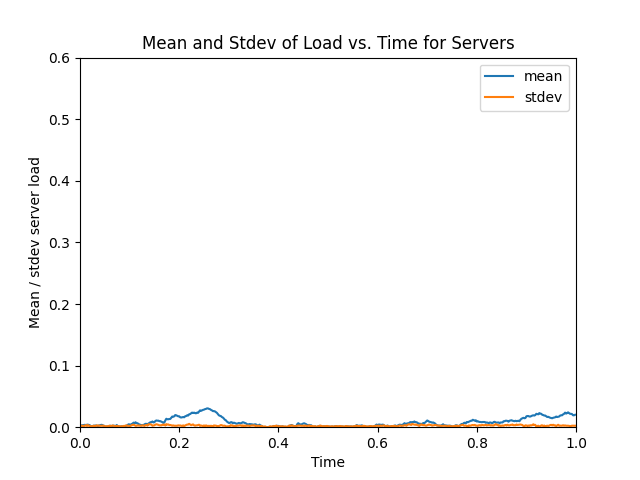 Mean and Stdev of Load vs. Time for Servers
mean
stdev
Mean / stdev server load
0.6
0.5
0.4
0.3
0.2
0.1
0.0
0.0 0.2 0.4 0.6 0.8 1.0
Time